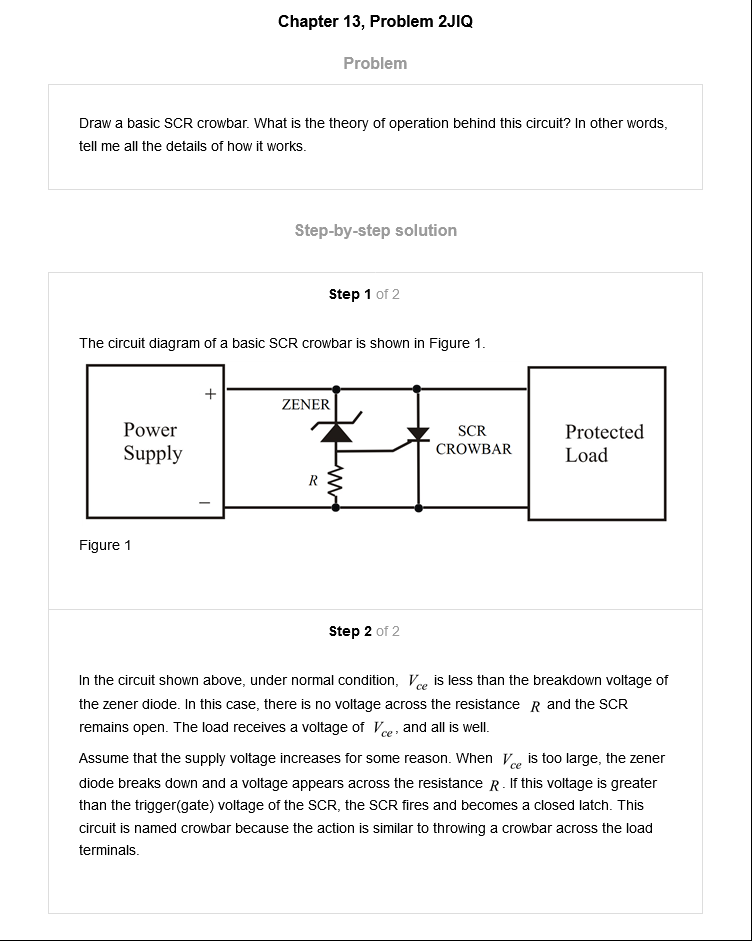 Chapter 13, Problem 2JIQ
Problem
Draw a basic SCR crowbar. What is the theory of operation behind this circuit? In other words,
tell me all the details of how it works.
Step-by-step solution
Step 1 of 2
The circuit diagram of a basic SCR crowbar is shown in Figure 1.
+
ZENER
Power
Supply
SCR
CROWBAR
Protected
Load
R
−
Figure 1
Step 2 of 2
In the circuit shown above, under normal condition, Vce is less than the breakdown voltage of
the zener diode. In this case, there is no voltage across the resistance R and the SCR
remains open. The load receives a voltage of Vce, and all is well.
Assume that the supply voltage increases for some reason. When Vce is too large, the zener
diode breaks down and a voltage appears across the resistance R. If this voltage is greater
than the trigger(gate) voltage of the SCR, the SCR fires and becomes a closed latch. This
circuit is named crowbar because the action is similar to throwing a crowbar across the load
terminals.